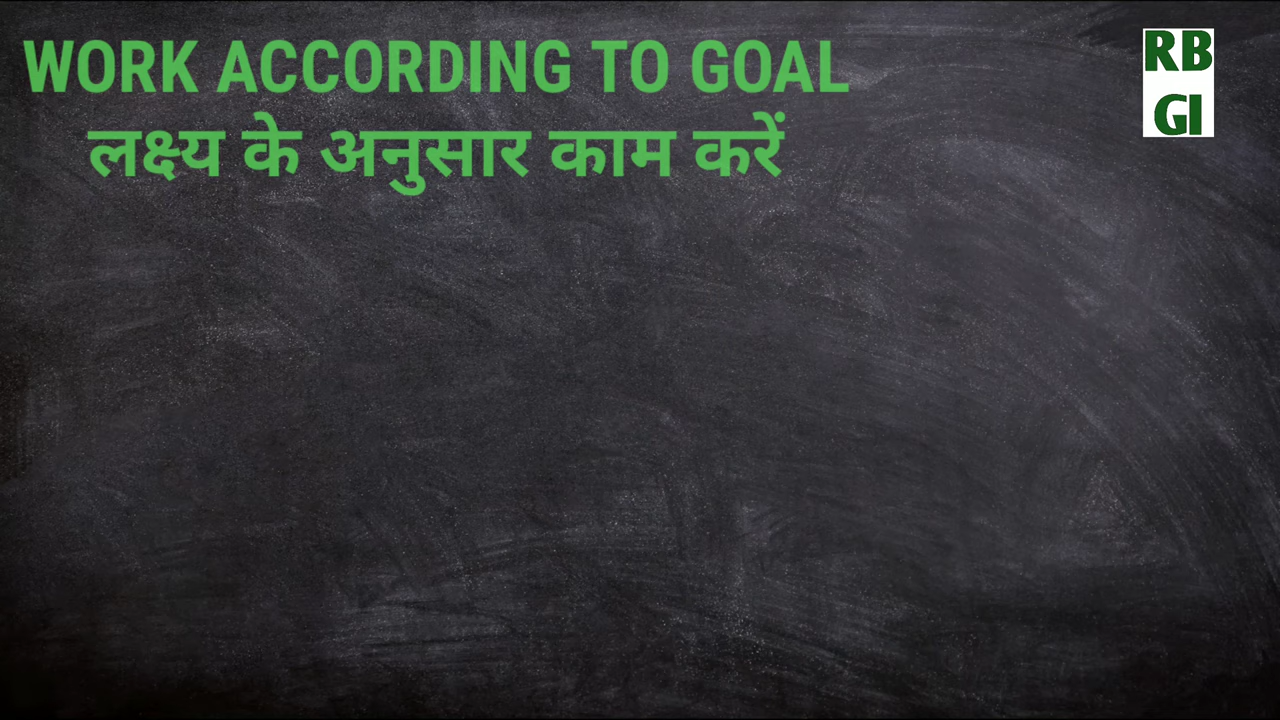 WORK ACCORDING TO GOAL
लक्ष्य के अनुसार काम करें
RB
GI